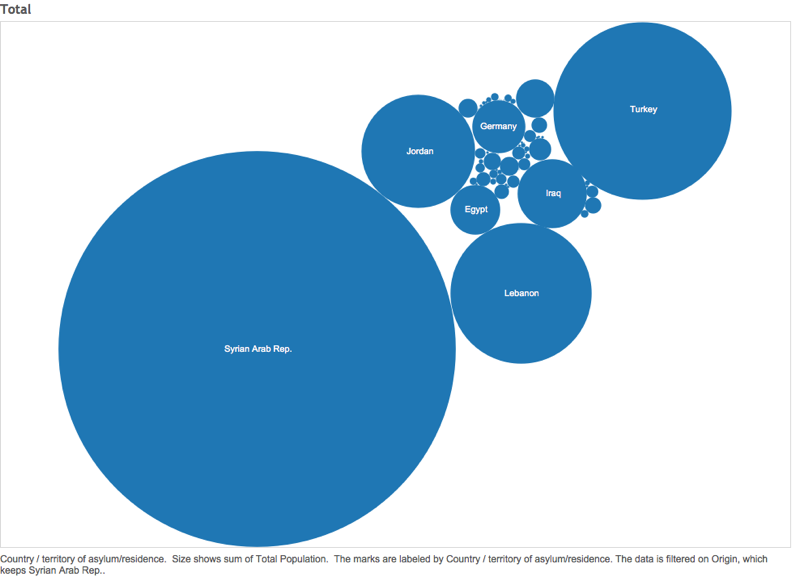 Total
Turkey
Germany
Jordan
Iraq
Egypt
Lebanon
Syrian Arab Rep.
Country / territory of asylum/residence.  Size shows sum of Total Population.  The marks are labeled by Country / territory of asylum/residence. The data is filtered on Origin, which
keeps Syrian Arab Rep..